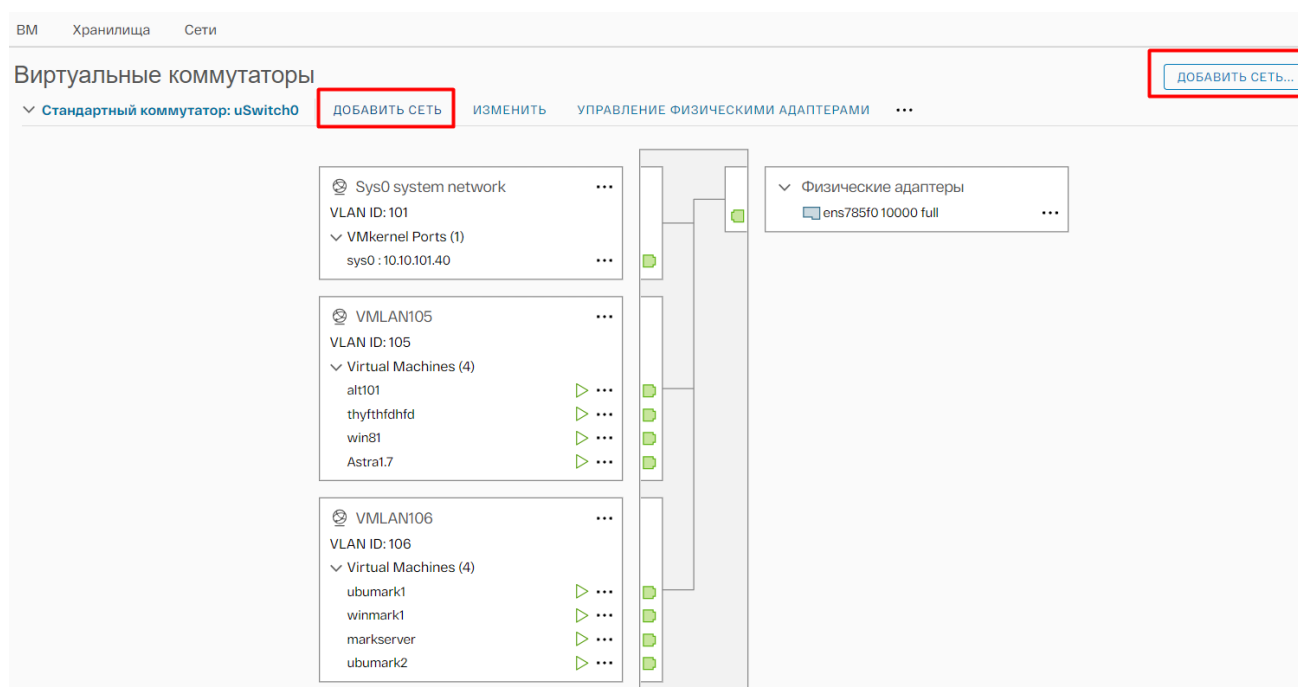 ВМ Хранилища Сети
Виртуальные коммутаторы
ДОБАВИТЬ СЕТЬ...
Стандартный коммутатор: uSwitch0 ДОБАВИТЬ СЕТЬ ИЗМЕНИТЬ УПРАВЛЕНИЕ ФИЗИЧЕСКИМИ АДАПТЕРАМИ
Sys0 system network
VLAN ID: 101
VMkernel Ports (1)
sys0 : 10.10.101.40
Физические адаптеры
ens785f0 10000 full
VMLAN105
VLAN ID: 105
Virtual Machines (4)
alt101
thyfthfdhfd
win81
Astra1.7
VMLAN106
VLAN ID: 106
Virtual Machines (4)
ubumark1
winmark1
markserver
ubumark2